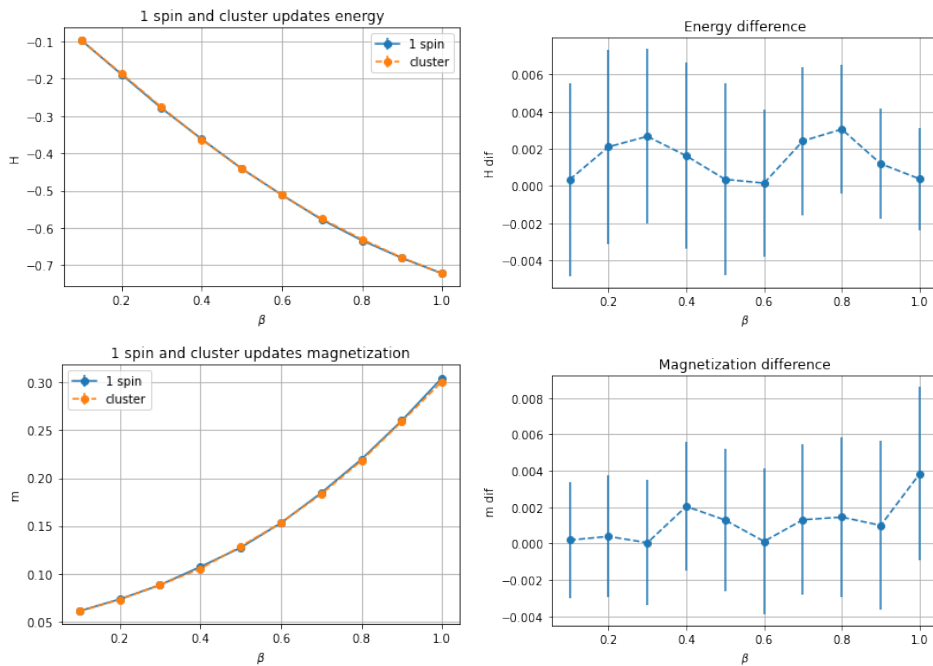 1 spin and cluster updates energy
H
−0.1
−0.2
−0.3
−0.4
−0.5
−0.6
−0.7
1 spin
cluster
0.2 0.4 0.6 0.8 1.0
β
Energy difference
H dif
0.006
0.004
0.002
0.000
−0.002
−0.004
0.2 0.4 0.6 0.8 1.0
β
1 spin and cluster updates magnetization
m
0.30
0.25
0.20
0.15
0.10
0.05
1 spin
cluster
0.2 0.4 0.6 0.8 1.0
β
Magnetization difference
m dif
0.008
0.006
0.004
0.002
0.000
−0.002
−0.004
0.2 0.4 0.6 0.8 1.0
β